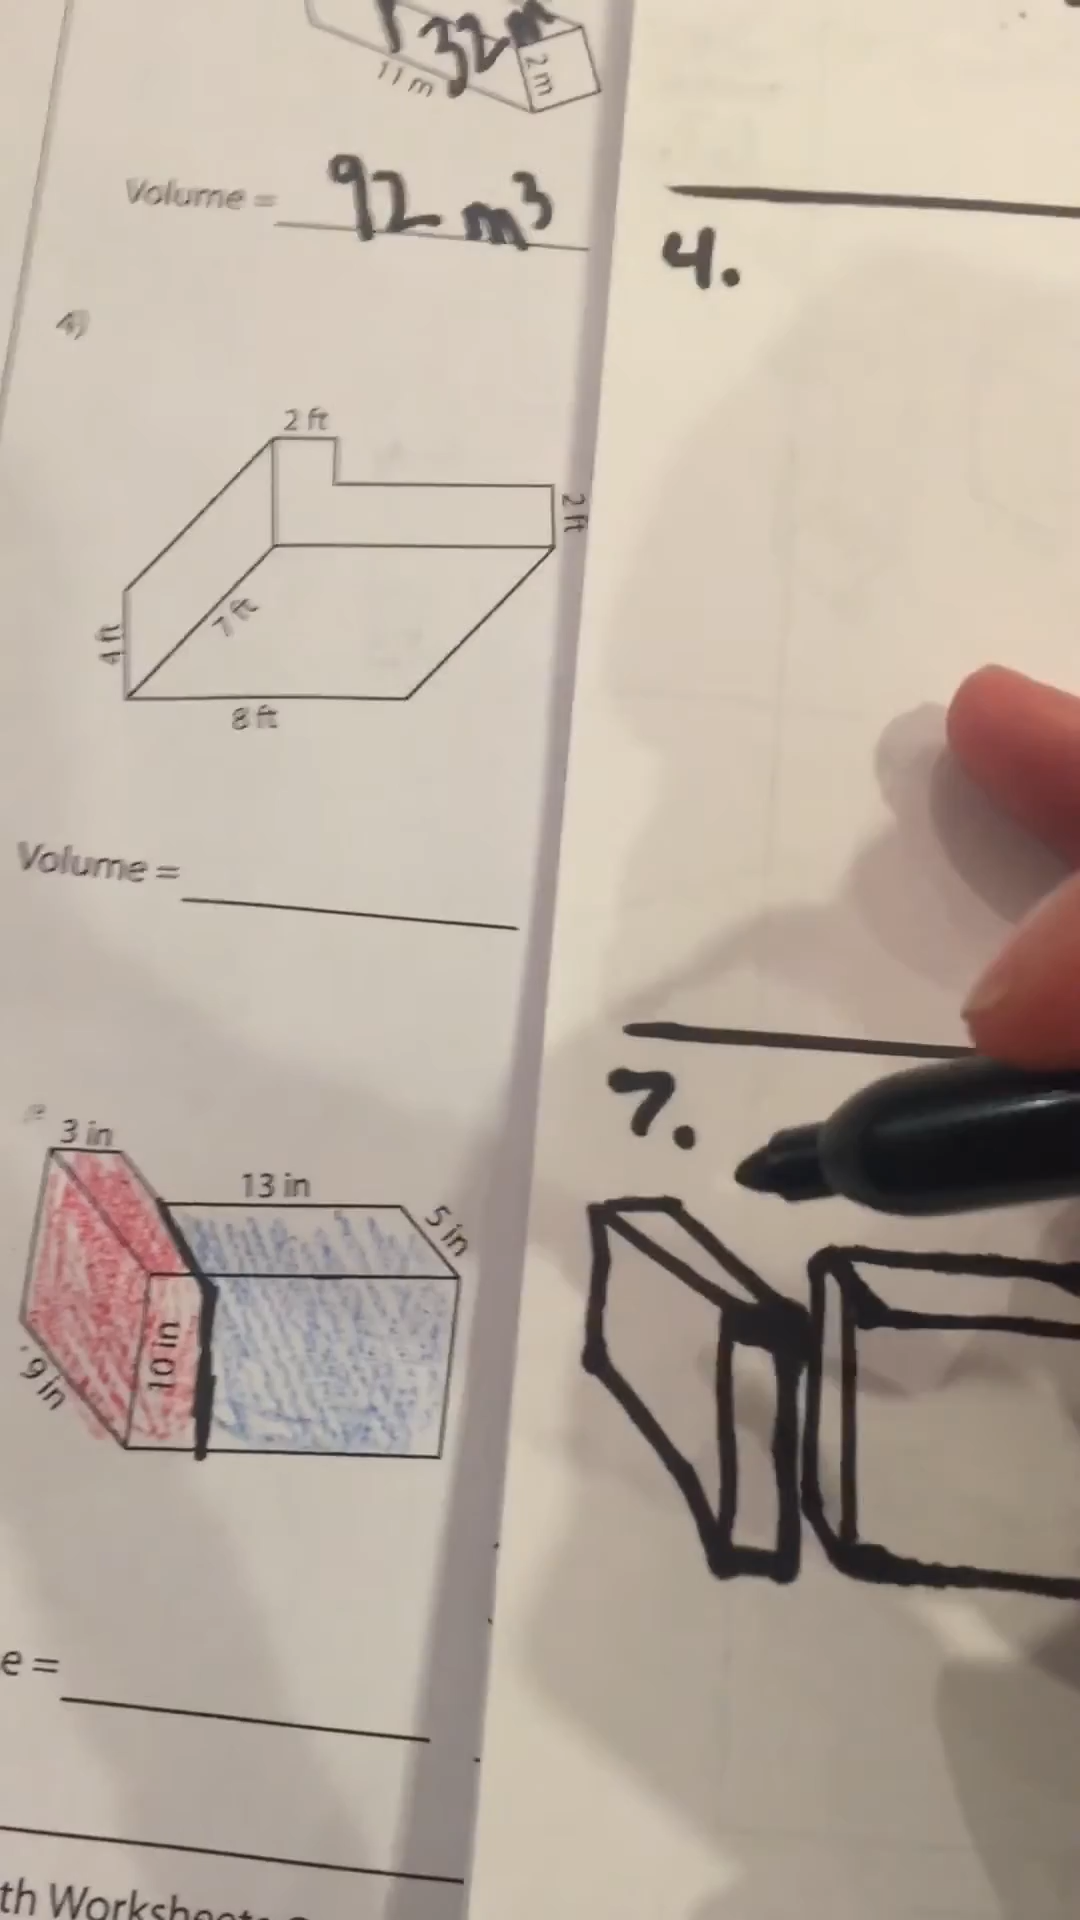 32 m
11 m
2 m
Volume = 92 m³
4)
2 ft
2 ft
7 ft
4 ft
8 ft
Volume =
3 in
13 in
5 in
10 in
9 in
e =
th Worksheets
4.
7.